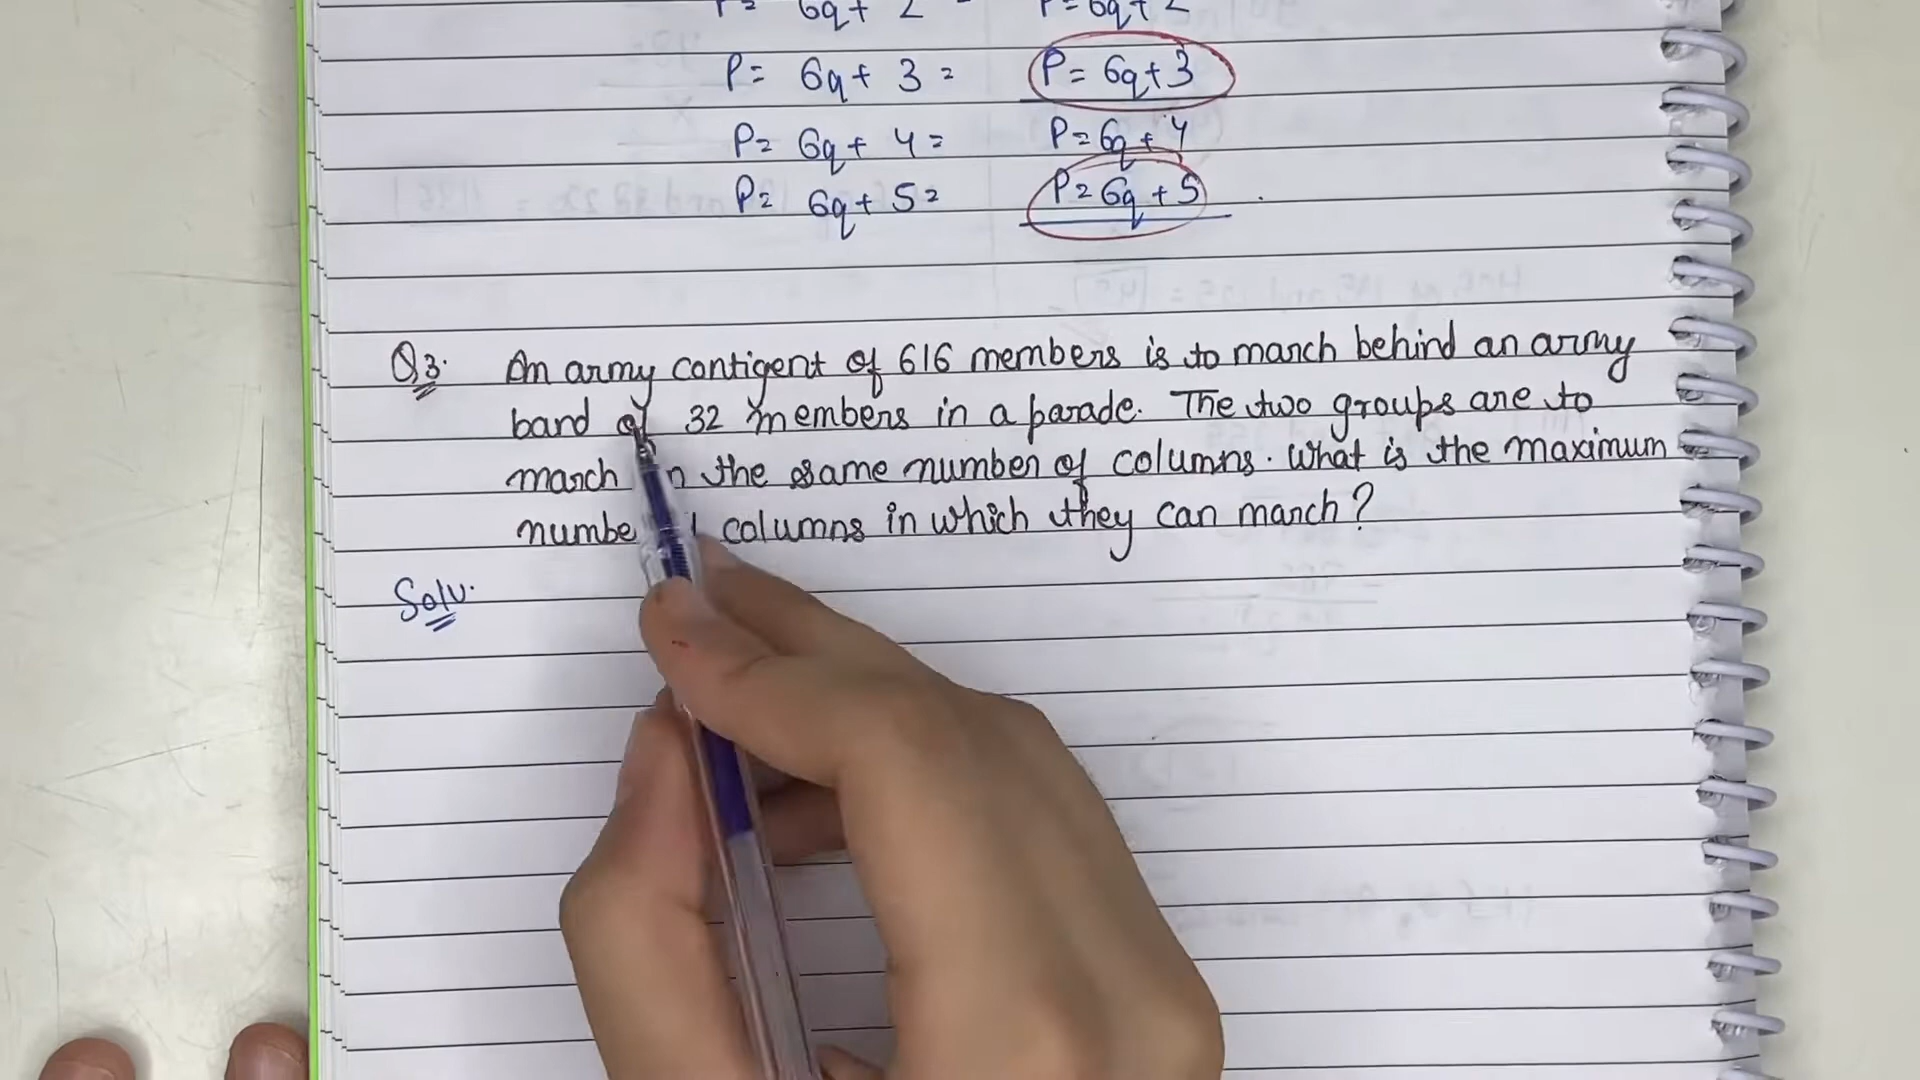 P= 6q+ 3 = P= 6q+3
P= 6q+ 4 = P= 6q+4
P= 6q+ 5= P= 6q+5
Q3. An army contigent of 616 members is to march behind an army
band of 32 members in a parade. The two groups are to
march the same number of columns. What is the maximum
columns in which they can march?
Solu.